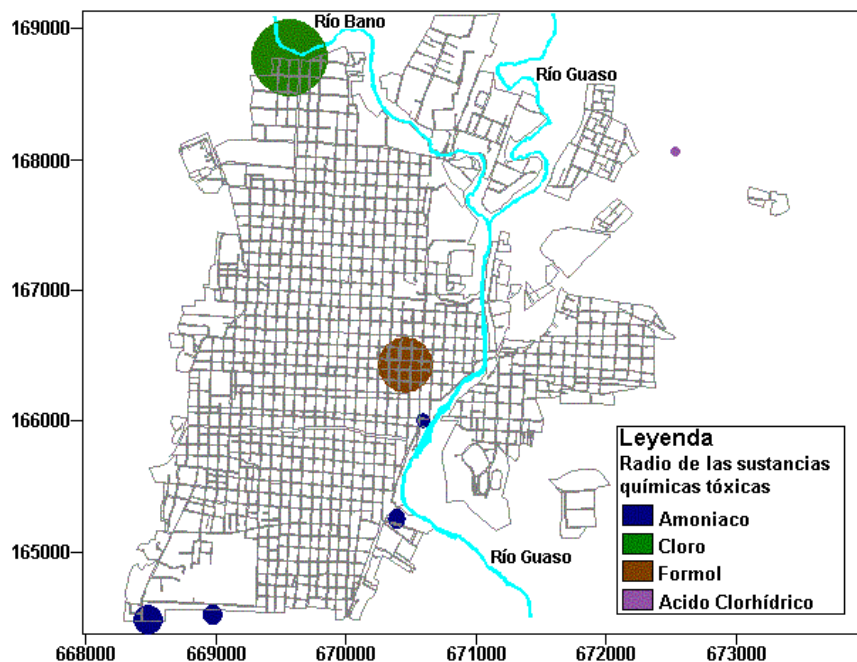 169000
Río Bano
Río Guaso
168000
167000
166000
165000
Río Guaso
Leyenda
Radio de las sustancias
químicas tóxicas
Amoniaco
Cloro
Formol
Acido Clorhídrico
668000 669000 670000 671000 672000 673000